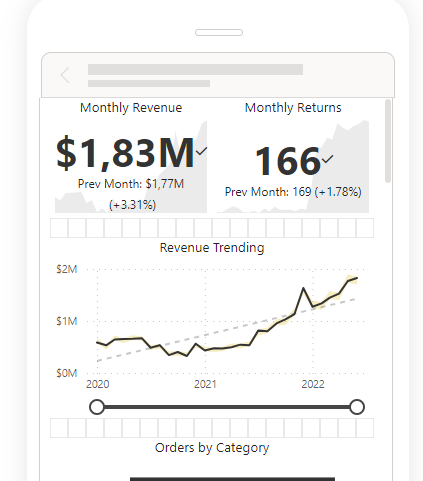 Monthly Revenue
Monthly Returns
$1,83M
166
Prev Month: $1,77M
(+3.31%)
Prev Month: 169 (+1.78%)
Revenue Trending
$2M
$1M
$0M
2020
2021
2022
Orders by Category